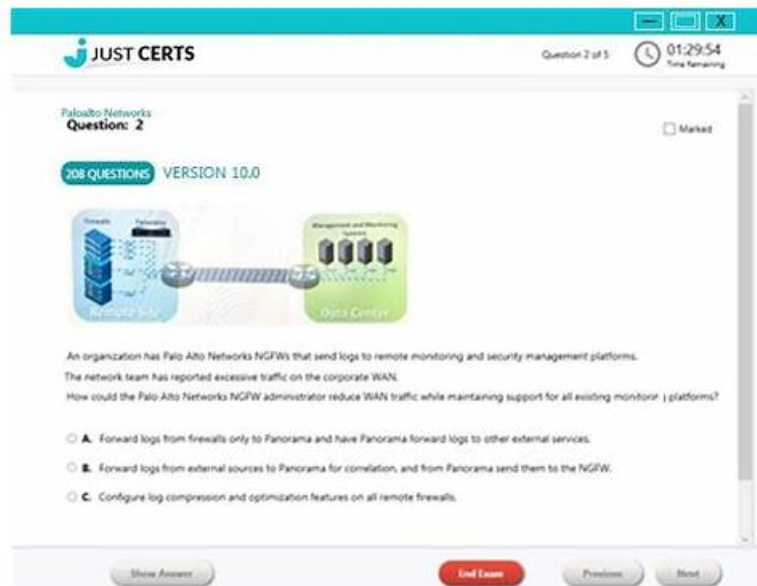 X
JUST CERTS
Question 2 of 5
01:29:54
Time Remaining
Paloalto Networks
Question: 2
Marked
208 QUESTIONS VERSION 10.0
Firewalls Panorama
Management and Monitoring
Systems
Remote Site
Data Center
An organization has Palo Alto Networks NGFWs that send logs to remote monitoring and security management platforms.
The network team has reported excessive traffic on the corporate WAN.
How could the Palo Alto Networks NGFW administrator reduce WAN traffic while maintaining support for all existing monitorin platforms?
A. Forward logs from firewalls only to Panorama and have Panorama forward logs to other external services.
B. Forward logs from external sources to Panorama for correlation, and from Panorama send them to the NGFW.
C. Configure log compression and optimization features on all remote firewalls.
Show Answer
End Exam
Previous
Next